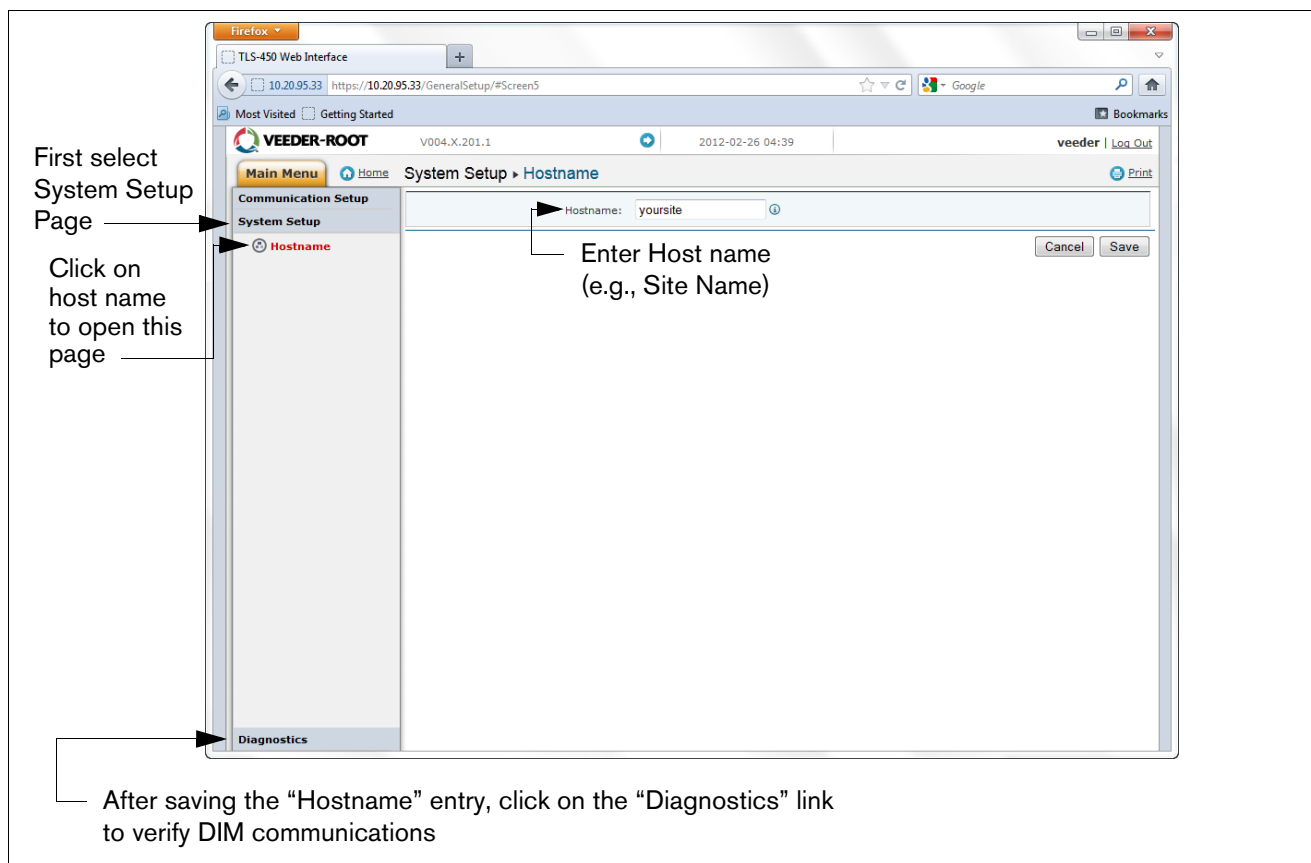 Firefox
TLS-450 Web Interface
+
10.20.95.33 https://10.20.95.33/GeneralSetup/#Screen5
Google
Most Visited Getting Started
Bookmarks
VEEDER-ROOT
V004.X.201.1
2012-02-26 04:39
veeder | Log Out
Main Menu
Home
System Setup ▸ Hostname
Print
Communication Setup
System Setup
Hostname
Hostname: yoursite
Cancel
Save
First select
System Setup
Page
Click on
host name
to open this
page
Enter Host name
(e.g., Site Name)
Diagnostics
After saving the “Hostname” entry, click on the “Diagnostics” link
to verify DIM communications